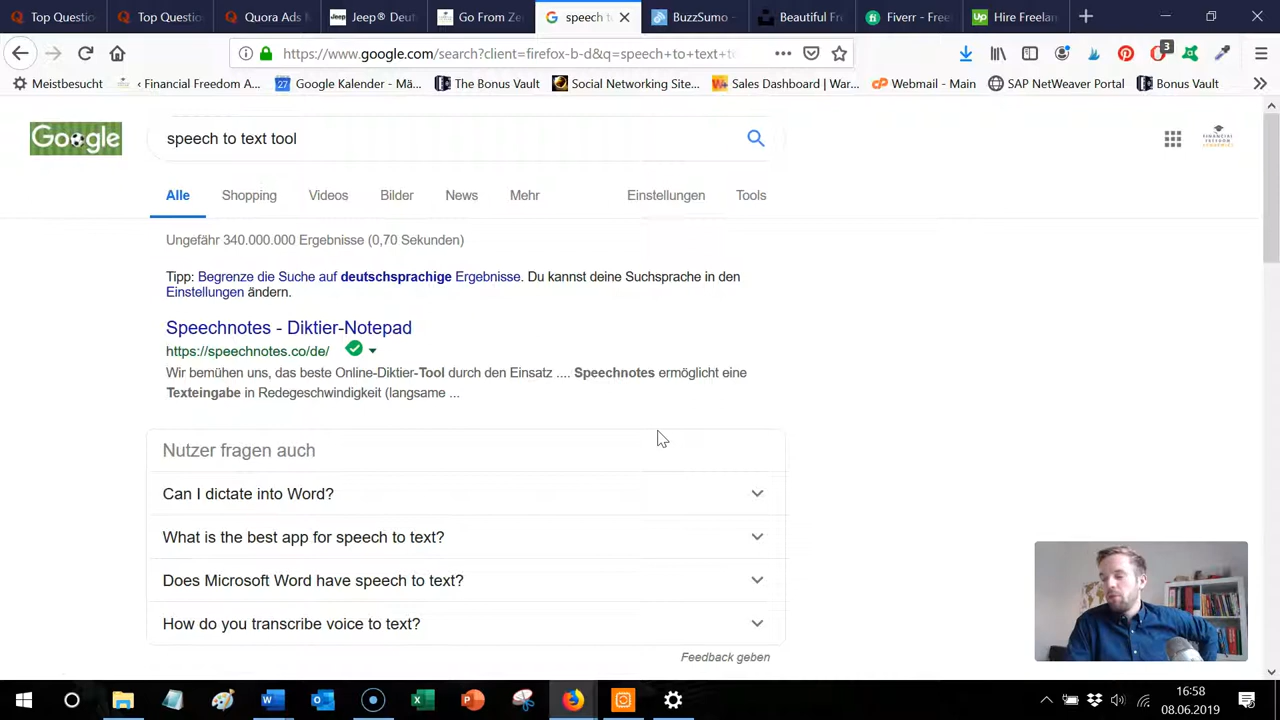 Top Questio
Top Questio
Quora Ads M
Jeep® Deut
Go From Ze
speech to
BuzzSumo
Beautiful Fr
Fiverr - Free
Hire Freelan
https://www.google.com/search?client=firefox-b-d&q=speech+to+text+t
3
Meistbesucht
‹ Financial Freedom A...
Google Kalender - Mä...
The Bonus Vault
Social Networking Site...
Sales Dashboard | War...
Webmail - Main
SAP NetWeaver Portal
Bonus Vault
Google
speech to text tool
FINANCIAL
FREEDOM
Alle
Shopping
Videos
Bilder
News
Mehr
Einstellungen
Tools
Ungefähr 340.000.000 Ergebnisse (0,70 Sekunden)
Tipp: Begrenze die Suche auf deutschsprachige Ergebnisse. Du kannst deine Suchsprache in den
Einstellungen ändern.
Speechnotes - Diktier-Notepad
https://speechnotes.co/de/
Wir bemühen uns, das beste Online-Diktier-Tool durch den Einsatz .... Speechnotes ermöglicht eine
Texteingabe in Redegeschwindigkeit (langsame ...
Nutzer fragen auch
Can I dictate into Word?
What is the best app for speech to text?
Does Microsoft Word have speech to text?
How do you transcribe voice to text?
Feedback geben
16:58
08.06.2019